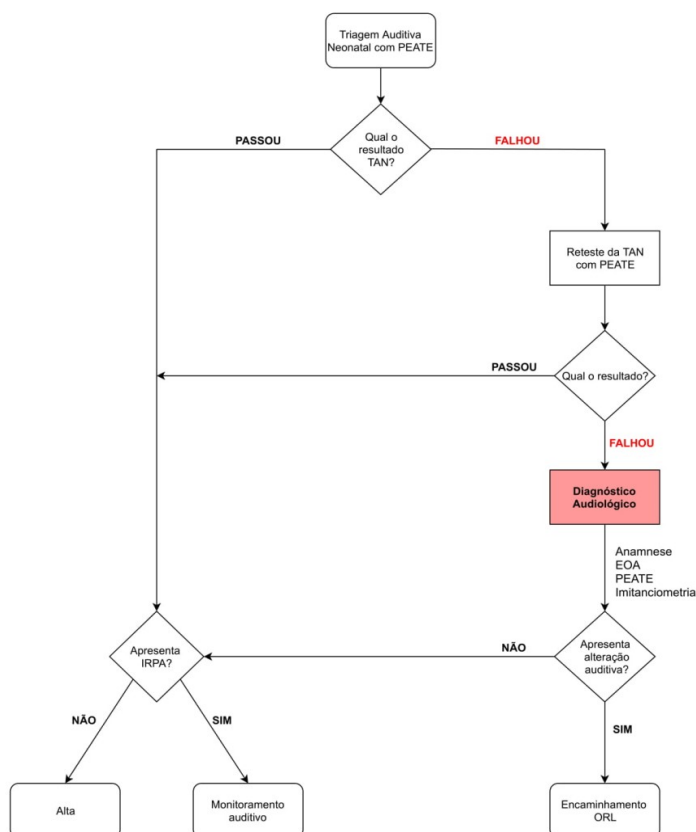 Triagem Auditiva
Neonatal com PEATE
Qual o
resultado
TAN?
PASSOU
FALHOU
Reteste da TAN
com PEATE
Qual o resultado?
PASSOU
FALHOU
Diagnóstico
Audiológico
Anamnese
EOA
PEATE
Imitanciometria
Apresenta
alteração
auditiva?
NÃO
SIM
Apresenta
IRPA?
NÃO
SIM
Alta
Monitoramento
auditivo
Encaminhamento
ORL